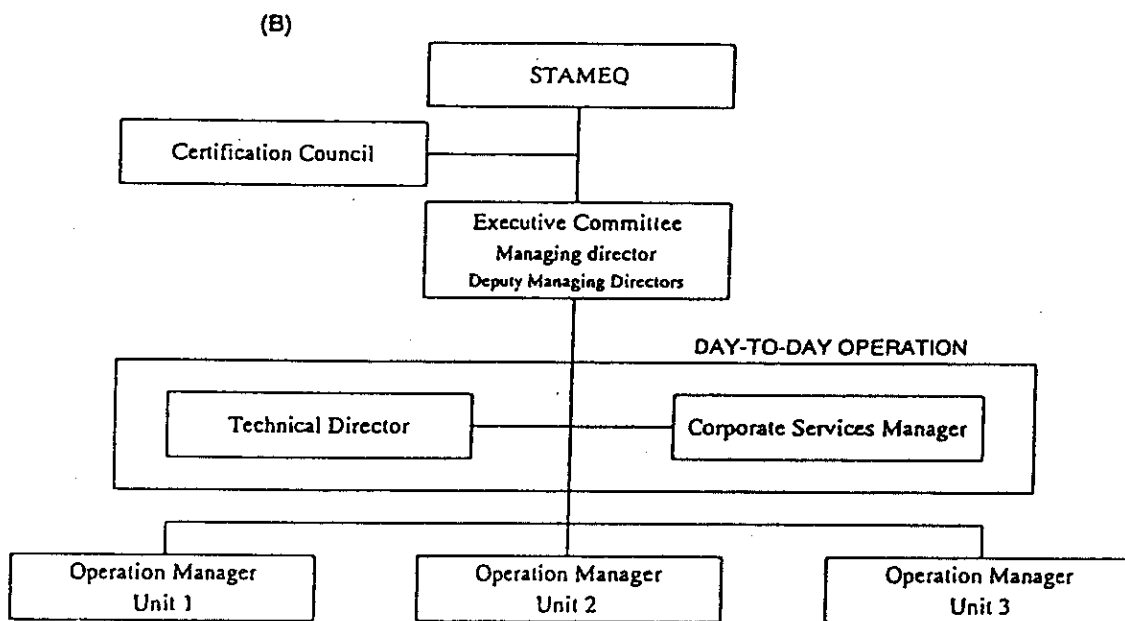 (B)
STAMEQ
Certification Council
Executive Committee
Managing director
Deputy Managing Directors
DAY-TO-DAY OPERATION
Technical Director
Corporate Services Manager
Operation Manager
Unit 1
Operation Manager
Unit 2
Operation Manager
Unit 3